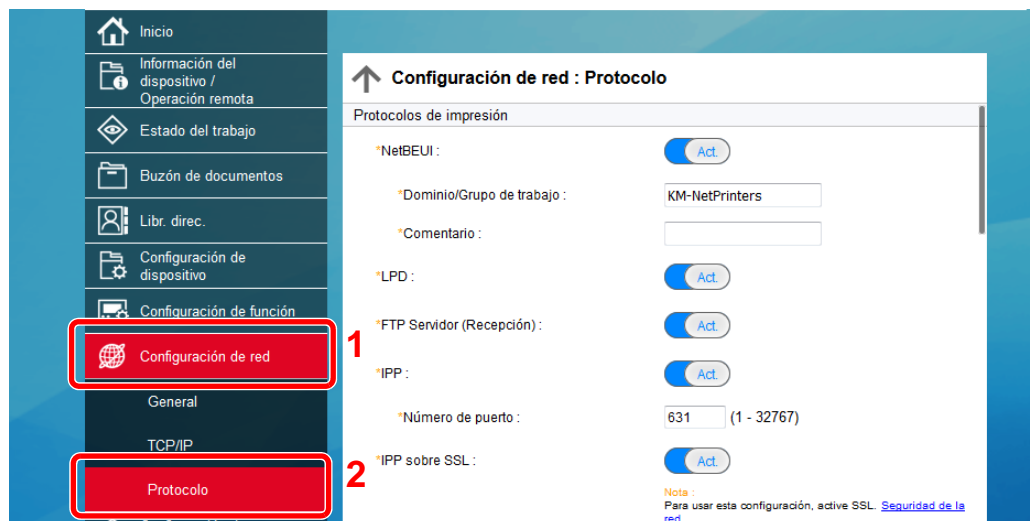 Inicio
Información del
dispositivo /
Operación remota
Estado del trabajo
Buzón de documentos
Libr. direc.
Configuración de
dispositivo
Configuración de función
1
Configuración de red
General
TCP/IP
2
Protocolo
Configuración de red : Protocolo
Protocolos de impresión
*NetBEUI : Act.
*Dominio/Grupo de trabajo : KM-NetPrinters
*Comentario :
*LPD : Act.
*FTP Servidor (Recepción) : Act.
*IPP : Act.
*Número de puerto : 631 (1 - 32767)
*IPP sobre SSL : Act.
Nota :
Para usar esta configuración, active SSL. Seguridad de la
red